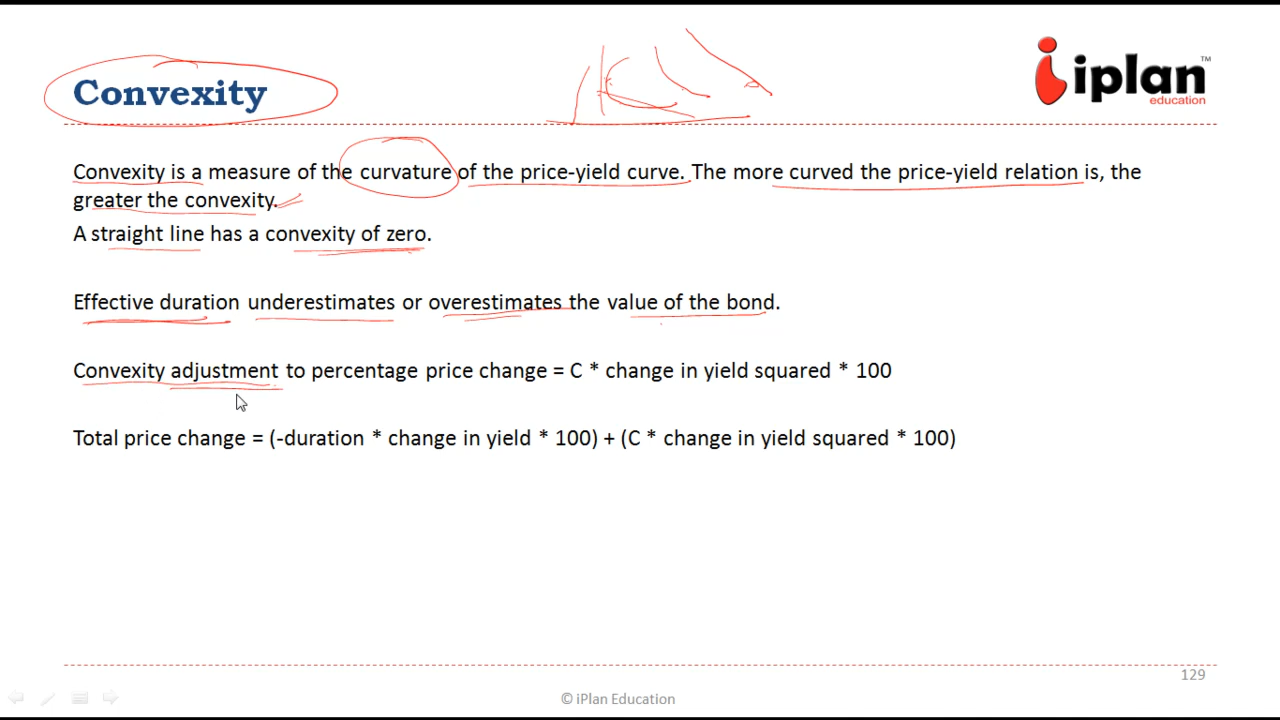 Convexity
iplan
TM
education
Convexity is a measure of the curvature of the price-yield curve. The more curved the price-yield relation is, the
greater the convexity.
A straight line has a convexity of zero.
Effective duration underestimates or overestimates the value of the bond.
Convexity adjustment to percentage price change = C * change in yield squared * 100
Total price change = (-duration * change in yield * 100) + (C * change in yield squared * 100)
129
© iPlan Education